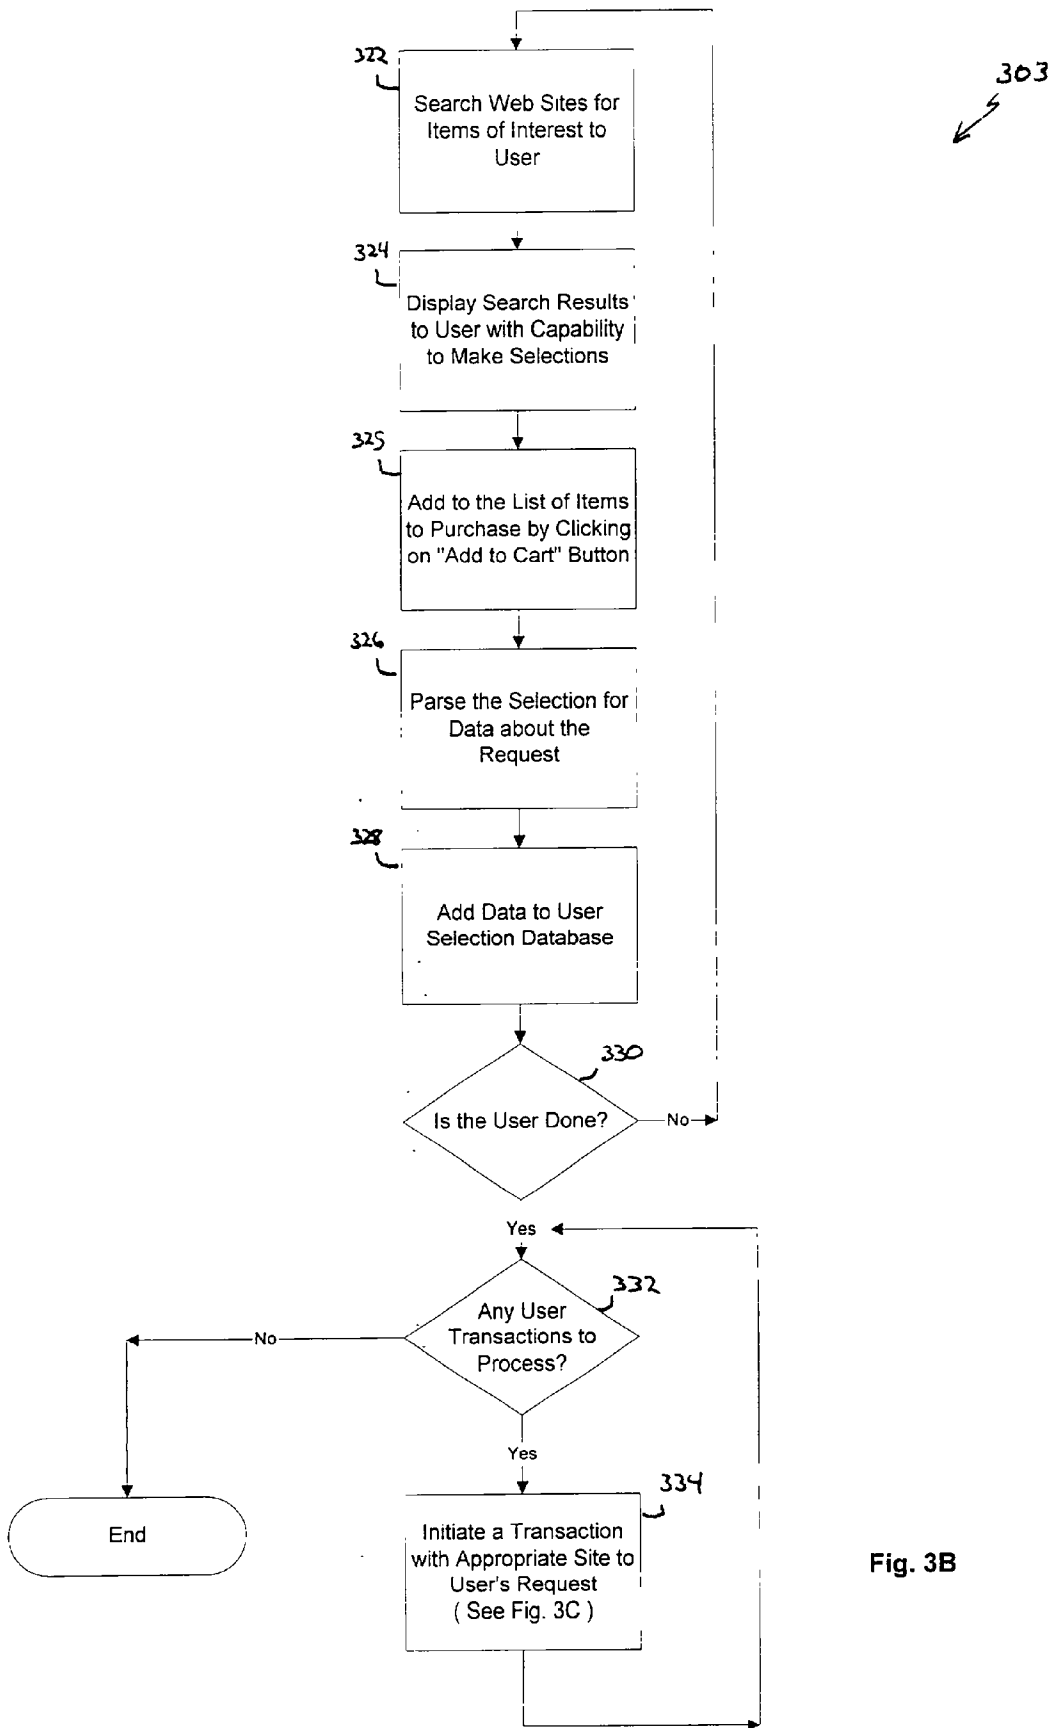 322
303
Search Web Sites for
Items of Interest to
User
324
Display Search Results
to User with Capability
to Make Selections
325
Add to the List of Items
to Purchase by Clicking
on "Add to Cart" Button
326
Parse the Selection for
Data about the
Request
328
Add Data to User
Selection Database
330
Is the User Done?
No
Yes
332
Any User
Transactions to
Process?
No
Yes
334
End
Initiate a Transaction
with Appropriate Site to
User's Request
( See Fig. 3C )
Fig. 3B